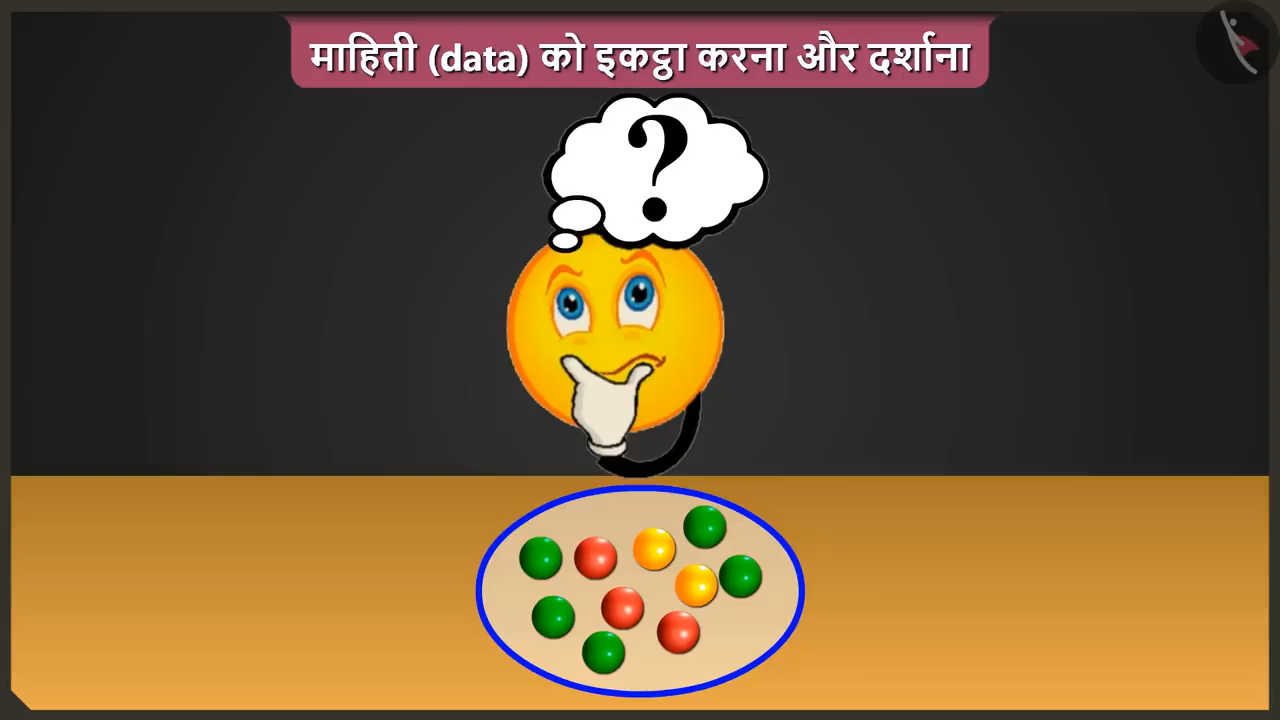 माहिती (data) को इकट्ठा करना और दर्शाना
?